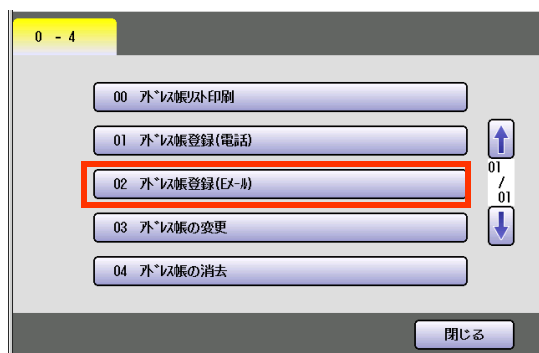 0 - 4
00 ｱﾄﾞﾚｽ帳ﾘｽﾄ印刷
01 ｱﾄﾞﾚｽ帳登録(電話)
02 ｱﾄﾞﾚｽ帳登録(Eﾒｰﾙ)
03 ｱﾄﾞﾚｽ帳の変更
04 ｱﾄﾞﾚｽ帳の消去
01
/
01
閉じる